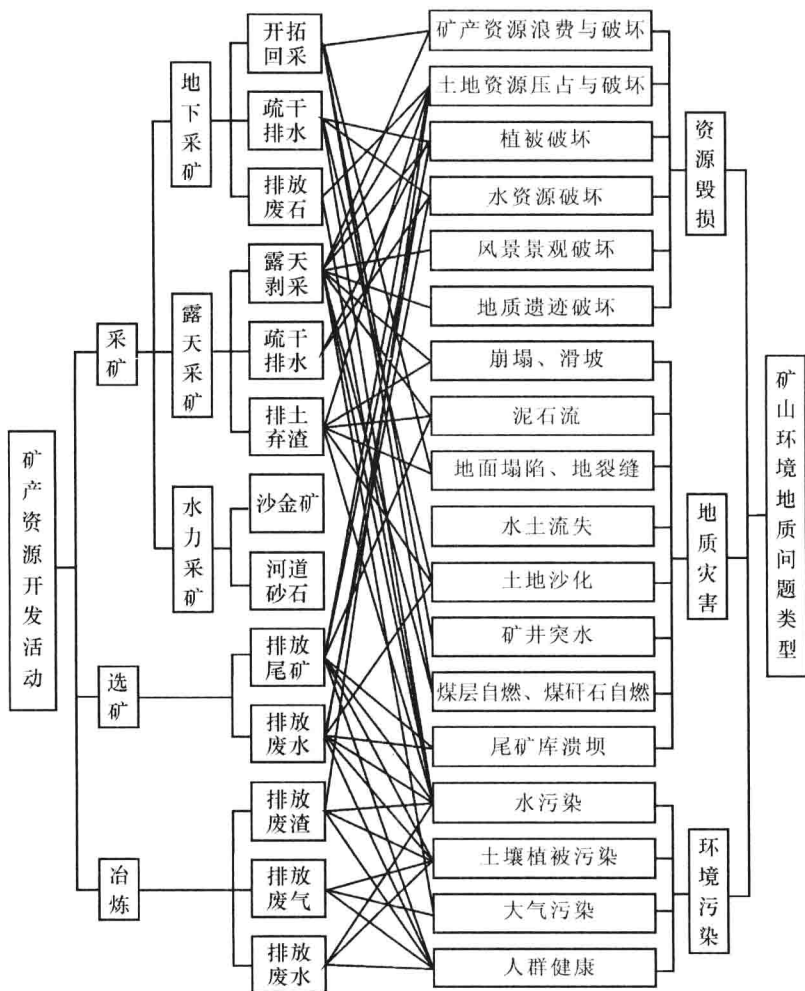 矿产资源开发活动
采矿
选矿
冶炼
地下采矿
露天采矿
水力采矿
开拓
回采
疏干
排水
排放
废石
露天
剥采
疏干
排水
排土
弃渣
沙金矿
河道
砂石
排放
尾矿
排放
废水
排放
废渣
排放
废气
排放
废水
矿产资源浪费与破坏
土地资源压占与破坏
植被破坏
水资源破坏
风景景观破坏
地质遗迹破坏
崩塌、滑坡
泥石流
地面塌陷、地裂缝
水土流失
土地沙化
矿井突水
煤层自燃、煤矸石自燃
尾矿库溃坝
水污染
土壤植被污染
大气污染
人群健康
资源毁损
地质灾害
环境污染
矿山环境地质问题类型